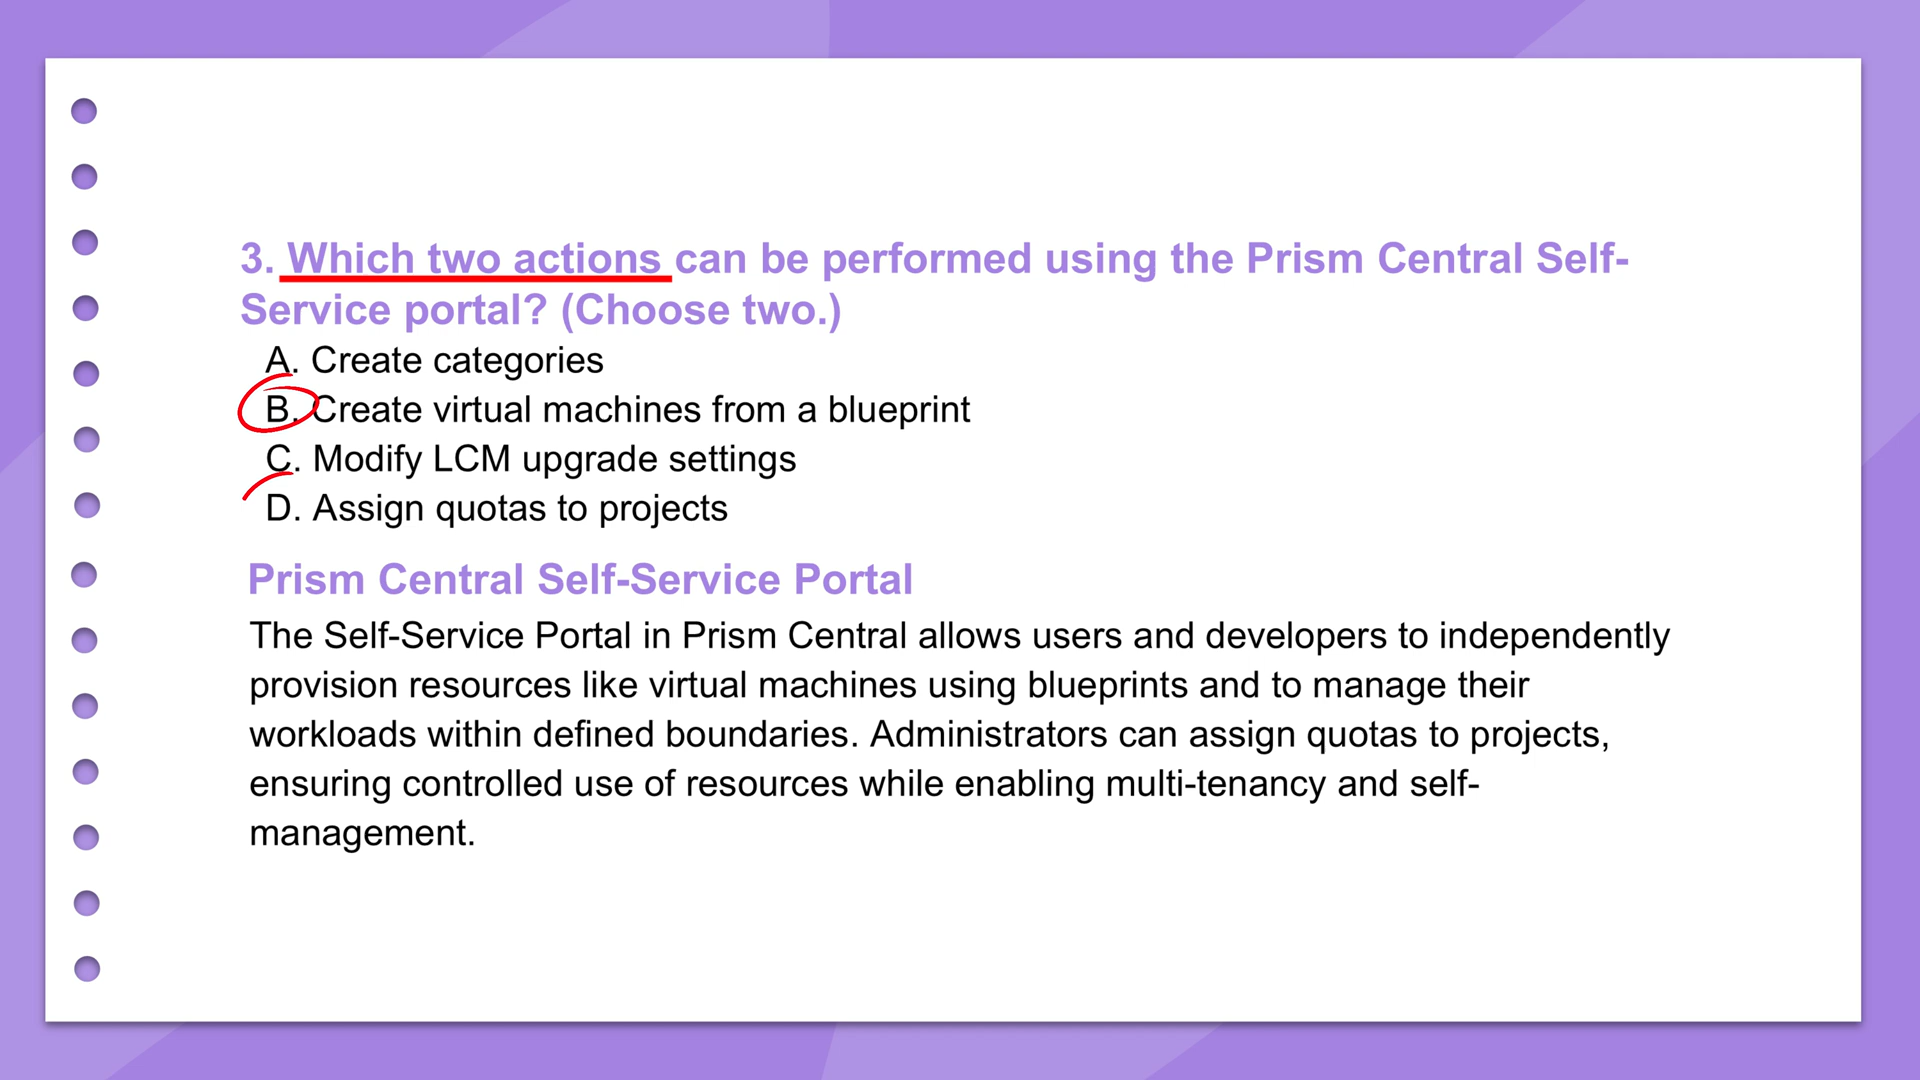 3. Which two actions can be performed using the Prism Central Self-
Service portal? (Choose two.)
A. Create categories
B. Create virtual machines from a blueprint
C. Modify LCM upgrade settings
D. Assign quotas to projects
Prism Central Self-Service Portal
The Self-Service Portal in Prism Central allows users and developers to independently
provision resources like virtual machines using blueprints and to manage their
workloads within defined boundaries. Administrators can assign quotas to projects,
ensuring controlled use of resources while enabling multi-tenancy and self-
management.